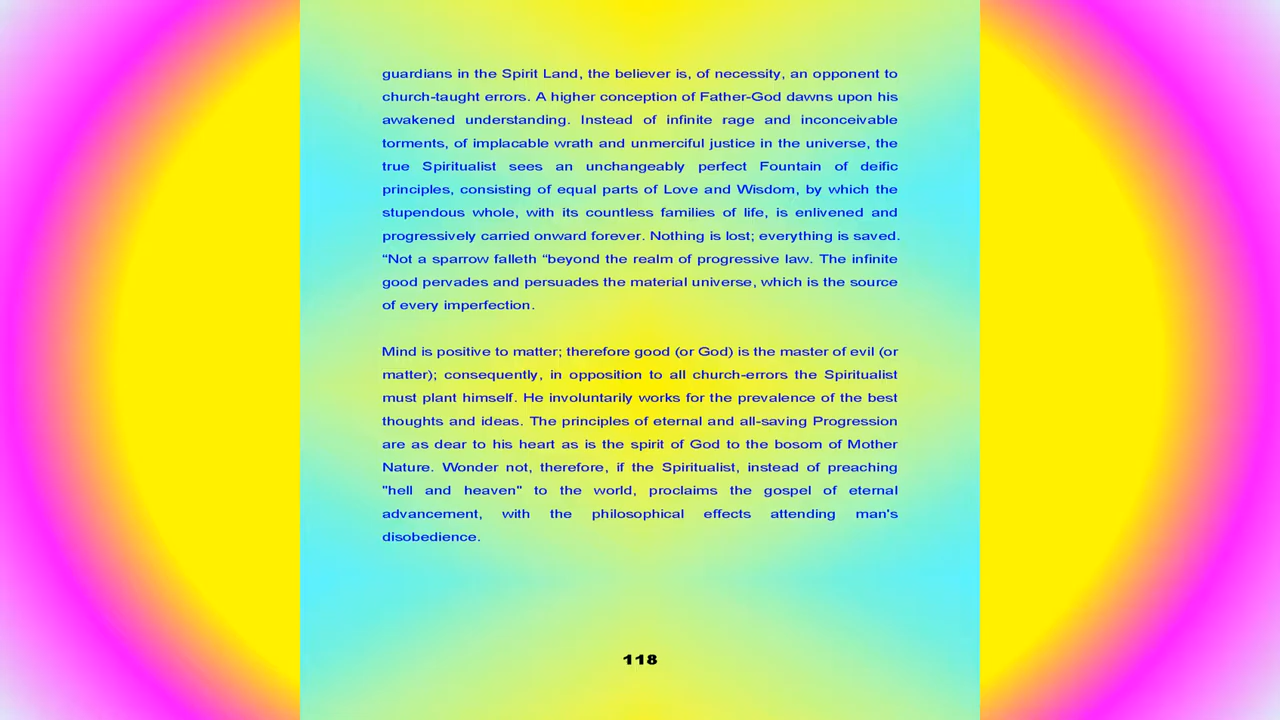 guardians in the Spirit Land, the believer is, of necessity, an opponent to
church-taught errors. A higher conception of Father-God dawns upon his
awakened understanding. Instead of infinite rage and inconceivable
torments, of implacable wrath and unmerciful justice in the universe, the
true Spiritualist sees an unchangeably perfect Fountain of deific
principles, consisting of equal parts of Love and Wisdom, by which the
stupendous whole, with its countless families of life, is enlivened and
progressively carried onward forever. Nothing is lost; everything is saved.
“Not a sparrow falleth “beyond the realm of progressive law. The infinite
good pervades and persuades the material universe, which is the source
of every imperfection.
Mind is positive to matter; therefore good (or God) is the master of evil (or
matter); consequently, in opposition to all church-errors the Spiritualist
must plant himself. He involuntarily works for the prevalence of the best
thoughts and ideas. The principles of eternal and all-saving Progression
are as dear to his heart as is the spirit of God to the bosom of Mother
Nature. Wonder not, therefore, if the Spiritualist, instead of preaching
"hell and heaven" to the world, proclaims the gospel of eternal
advancement, with the philosophical effects attending man's
disobedience.
118